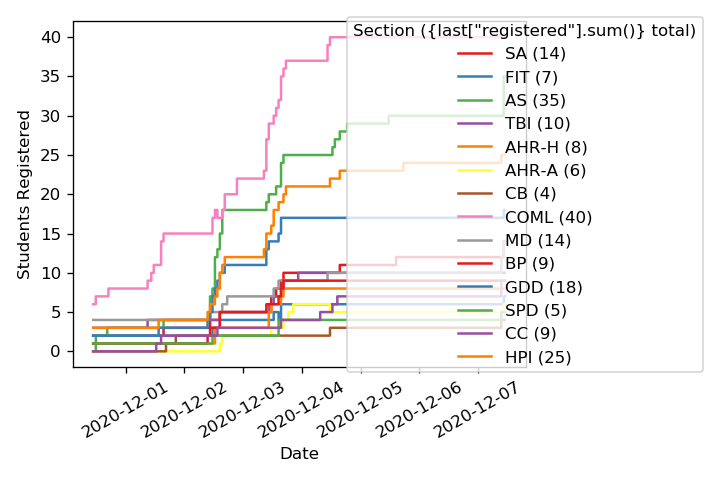 Section ({last["registered"].sum()} total)
SA (14)
FIT (7)
AS (35)
TBI (10)
AHR-H (8)
AHR-A (6)
CB (4)
COML (40)
MD (14)
BP (9)
GDD (18)
SPD (5)
CC (9)
HPI (25)
Students Registered
40
35
30
25
20
15
10
5
0
2020-12-01
2020-12-02
2020-12-03
2020-12-04
2020-12-05
2020-12-06
2020-12-07
Date